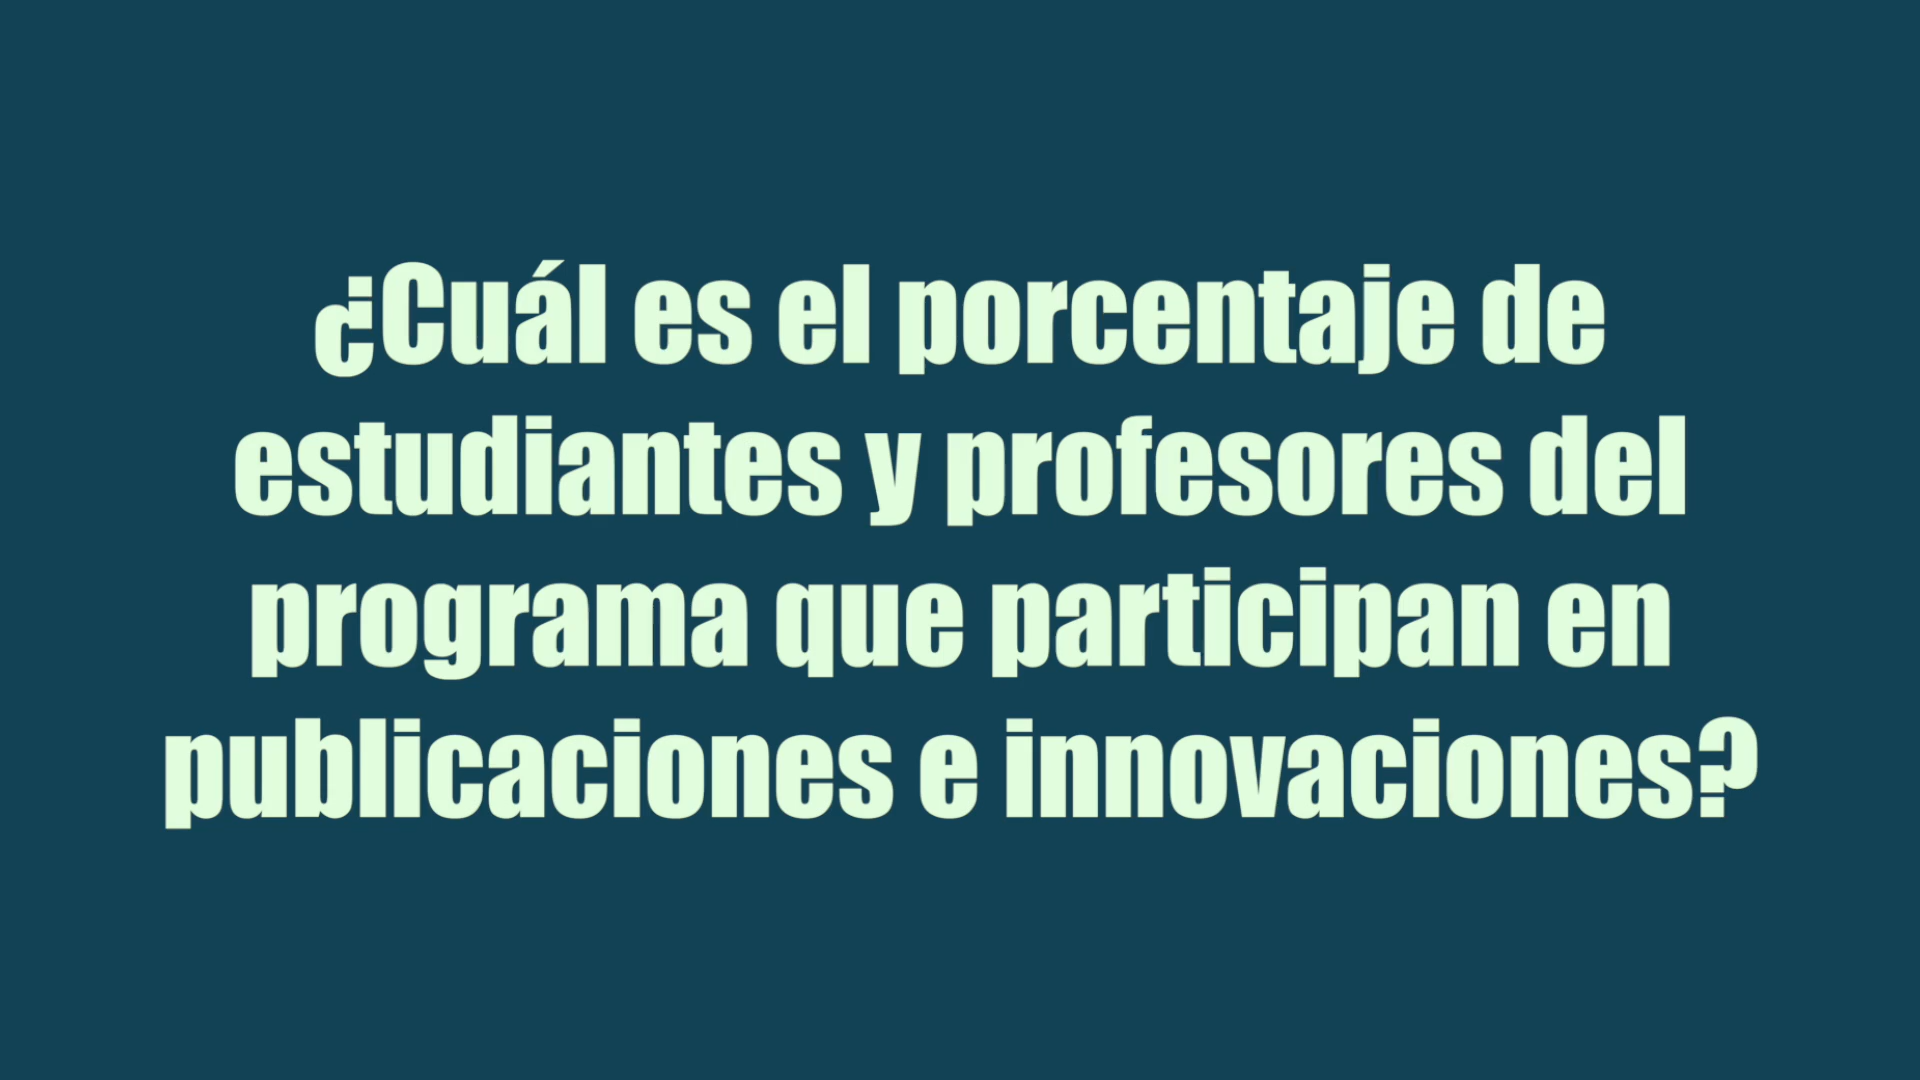 ¿Cuál es el porcentaje de
estudiantes y profesores del
programa que participan en
publicaciones e innovaciones?